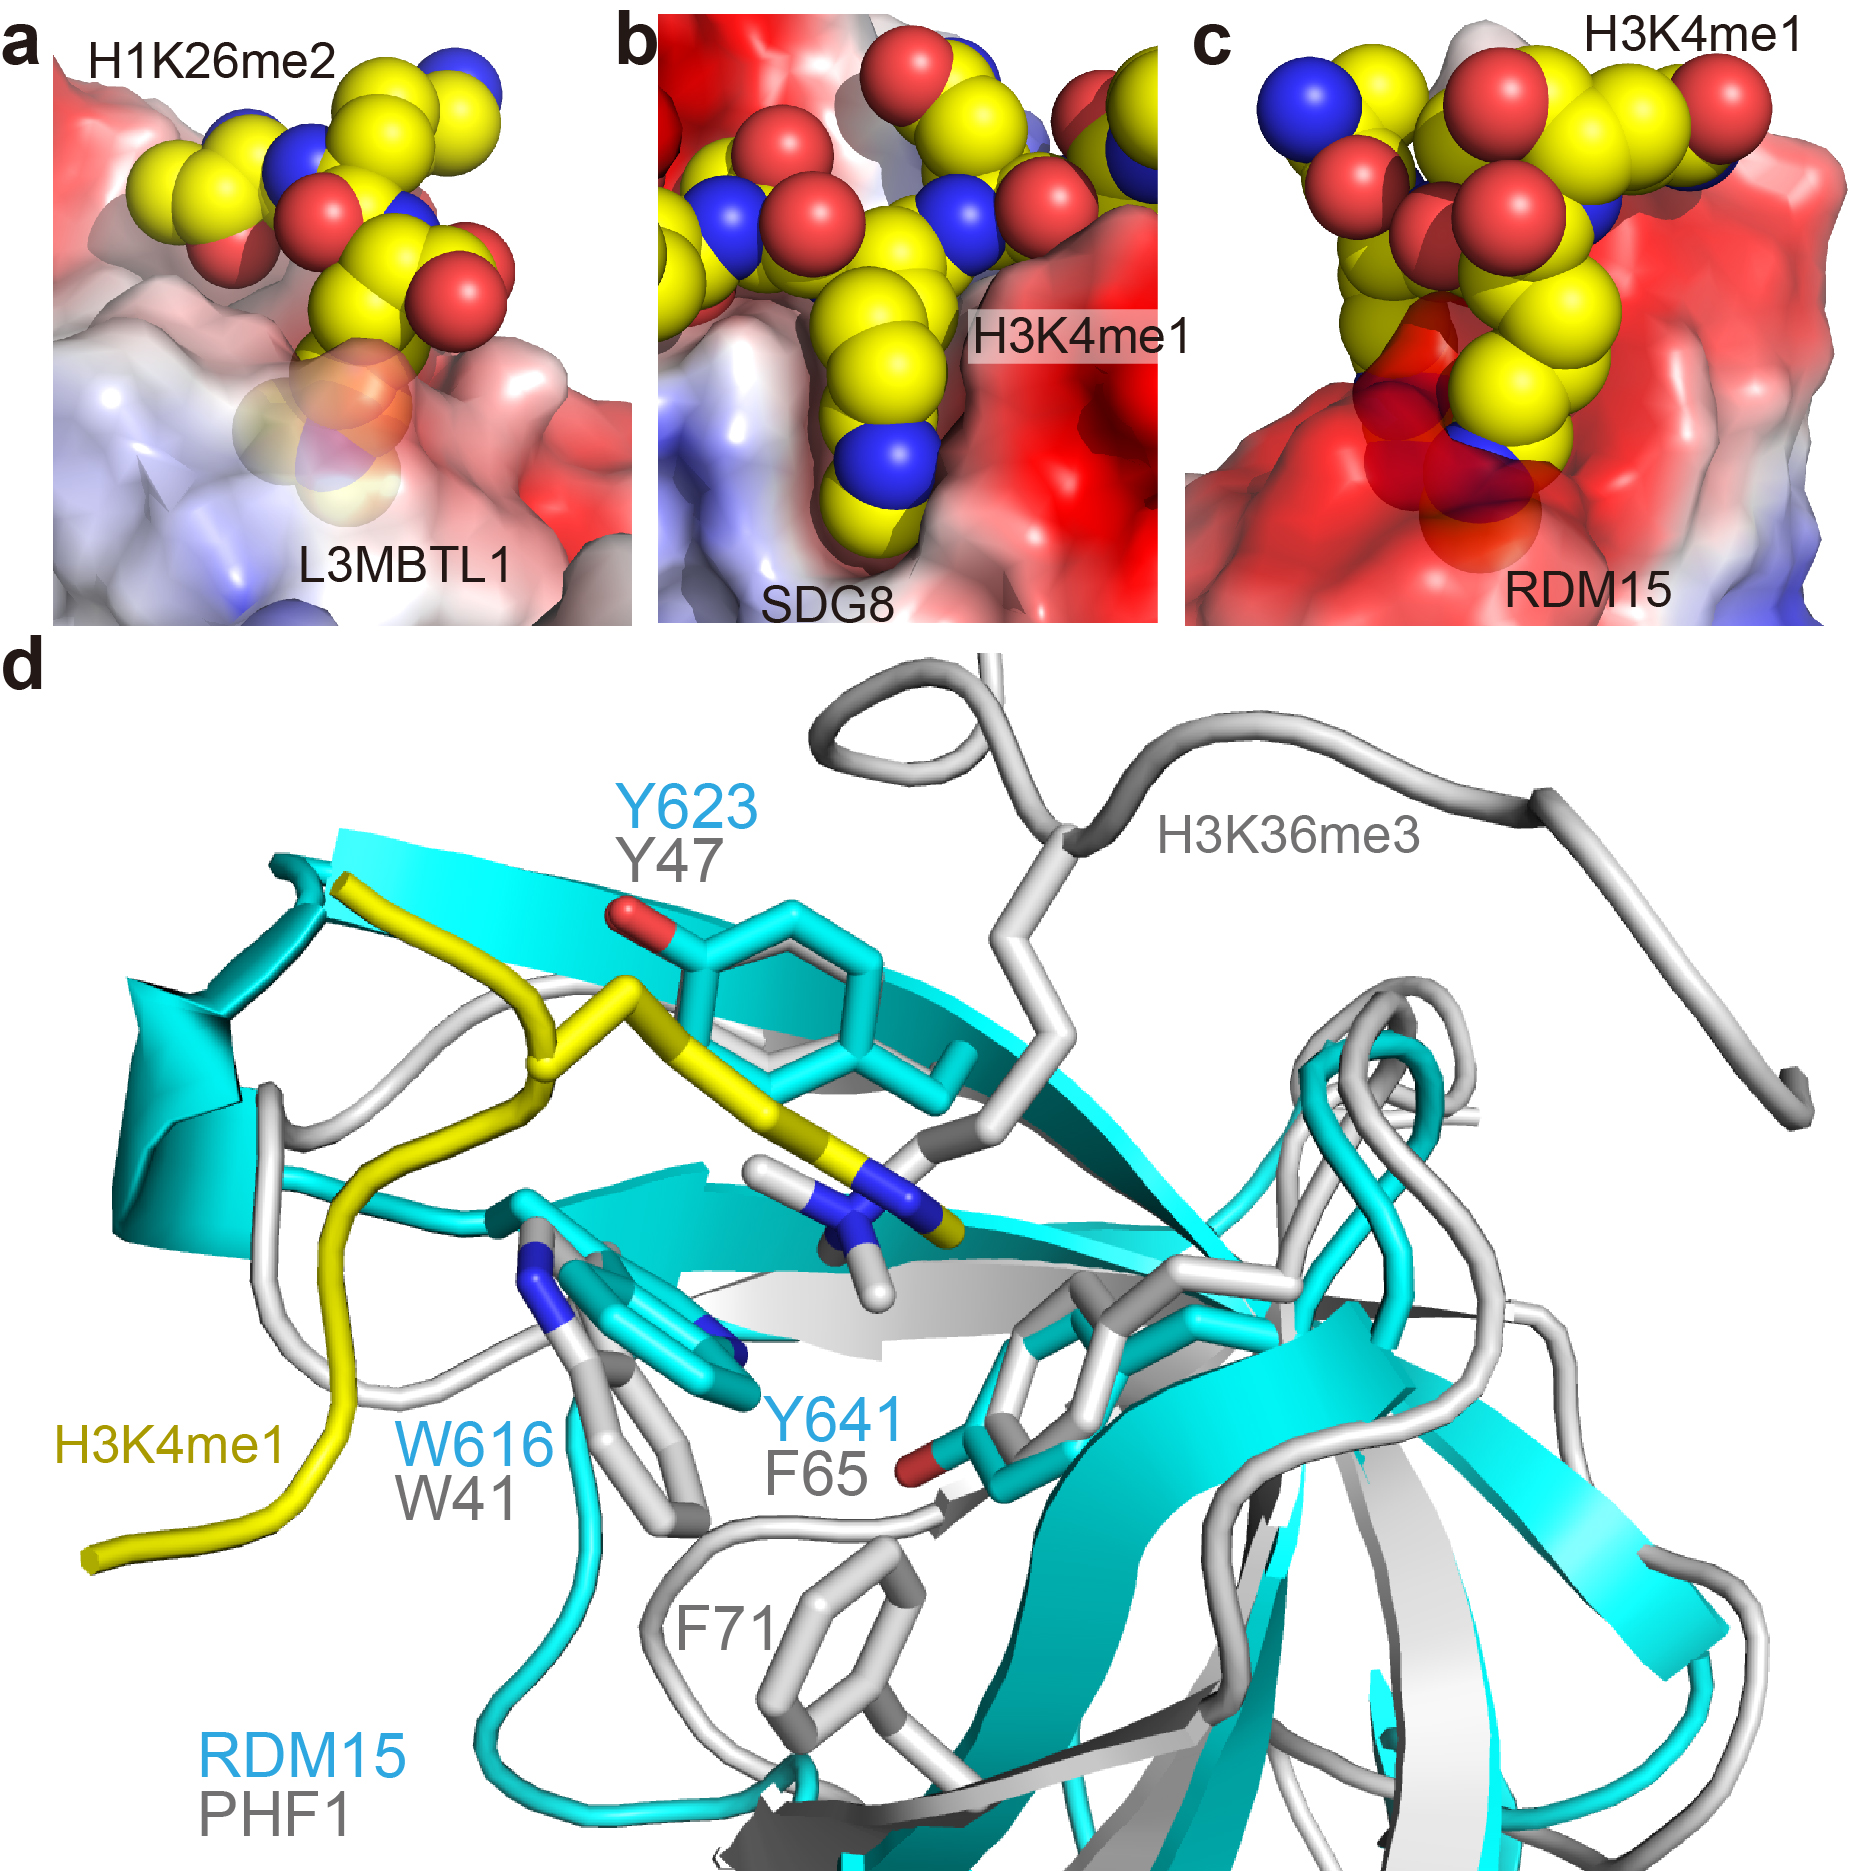 a
H1K26me2
L3MBTL1
b
H3K4me1
SDG8
c
H3K4me1
RDM15
d
Y623
Y47
H3K36me3
H3K4me1
W616
W41
Y641
F65
F71
RDM15
PHF1